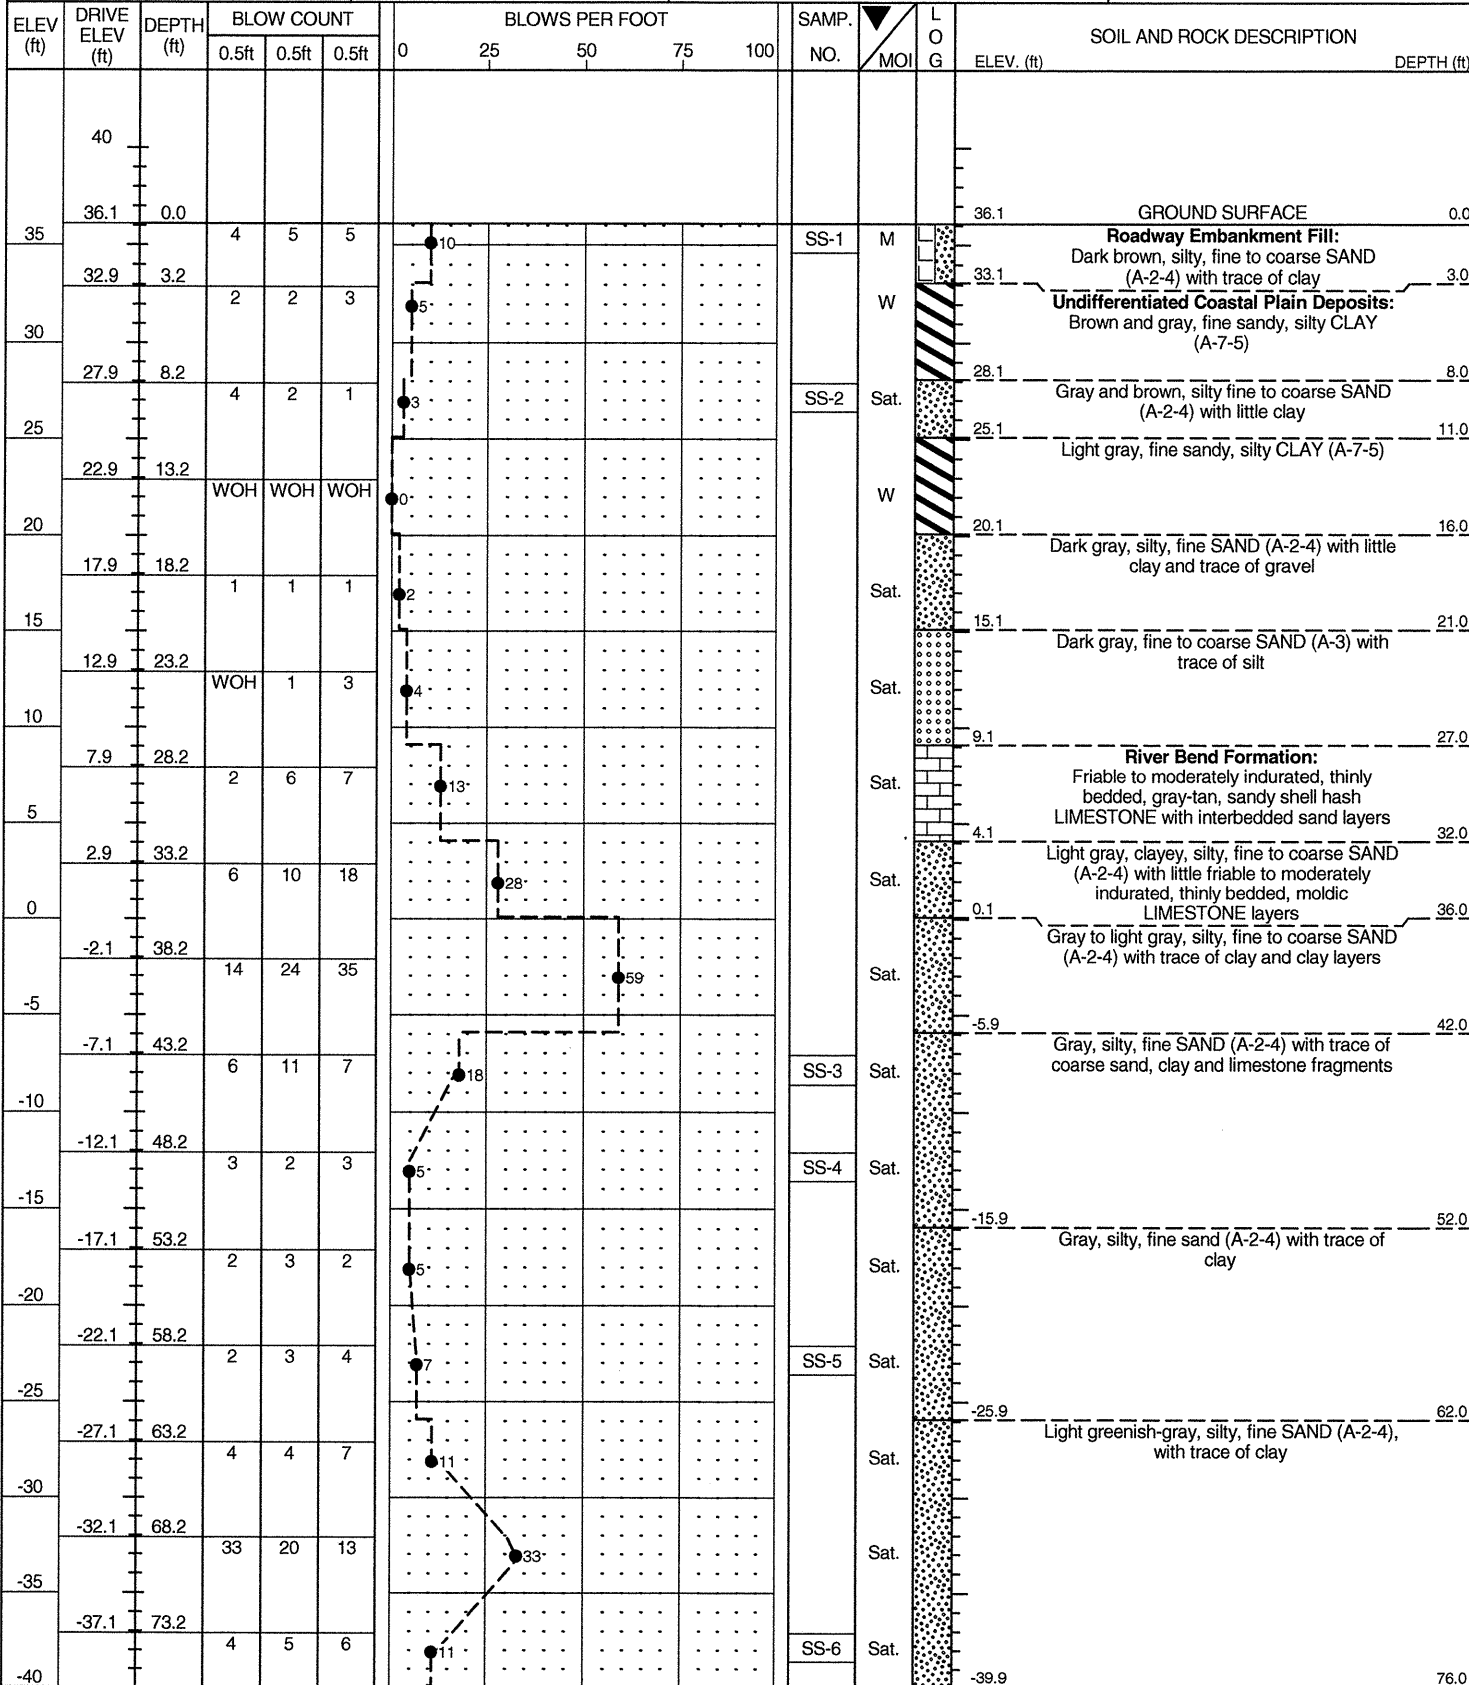 ELEV (ft) DRIVE ELEV (ft) DEPTH (ft) BLOW COUNT BLOWS PER FOOT SAMP. NO. MOI LOG SOIL AND ROCK DESCRIPTION
0.5ft 0.5ft 0.5ft 0 25 50 75 100 ELEV. (ft) DEPTH (ft)
40
36.1 0.0 36.1 GROUND SURFACE 0.0
35 4 5 5 10 SS-1 M Roadway Embankment Fill:
Dark brown, silty, fine to coarse SAND
32.9 3.2 33.1 (A-2-4) with trace of clay 3.0
2 2 3 5 W Undifferentiated Coastal Plain Deposits:
Brown and gray, fine sandy, silty CLAY
30 (A-7-5)
27.9 8.2 28.1 8.0
4 2 1 3 SS-2 Sat. Gray and brown, silty fine to coarse SAND
(A-2-4) with little clay
25 25.1 11.0
Light gray, fine sandy, silty CLAY (A-7-5)
22.9 13.2
WOH WOH WOH 0 W
20 20.1 16.0
Dark gray, silty, fine SAND (A-2-4) with little
17.9 18.2 clay and trace of gravel
1 1 1 2 Sat.
15 15.1 21.0
Dark gray, fine to coarse SAND (A-3) with
12.9 23.2 trace of silt
WOH 1 3 4 Sat.
10 9.1 27.0
7.9 28.2 River Bend Formation:
2 6 7 13 Sat. Friable to moderately indurated, thinly
bedded, gray-tan, sandy shell hash
5 LIMESTONE with interbedded sand layers
4.1 32.0
2.9 33.2 Light gray, clayey, silty, fine to coarse SAND
6 10 18 28 Sat. (A-2-4) with little friable to moderately
indurated, thinly bedded, moldic
0 0.1 LIMESTONE layers 36.0
-2.1 38.2 Gray to light gray, silty, fine to coarse SAND
14 24 35 59 Sat. (A-2-4) with trace of clay and clay layers
-5 -5.9 42.0
-7.1 43.2 Gray, silty, fine SAND (A-2-4) with trace of
6 11 7 18 SS-3 Sat. coarse sand, clay and limestone fragments
-10
-12.1 48.2
3 2 3 5 SS-4 Sat.
-15 -15.9 52.0
-17.1 53.2 Gray, silty, fine sand (A-2-4) with trace of
2 3 2 5 Sat. clay
-20
-22.1 58.2
2 3 4 7 SS-5 Sat.
-25 -25.9 62.0
-27.1 63.2 Light greenish-gray, silty, fine SAND (A-2-4),
4 4 7 11 Sat. with trace of clay
-30
-32.1 68.2
33 20 13 33 Sat.
-35
-37.1 73.2
4 5 6 11 SS-6 Sat.
-40 -39.9 76.0